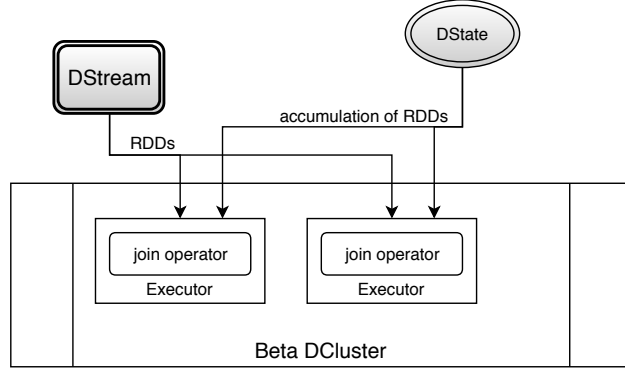 DState
DStream
accumulation of RDDs
RDDs
join operator
Executor
join operator
Executor
Beta DCluster